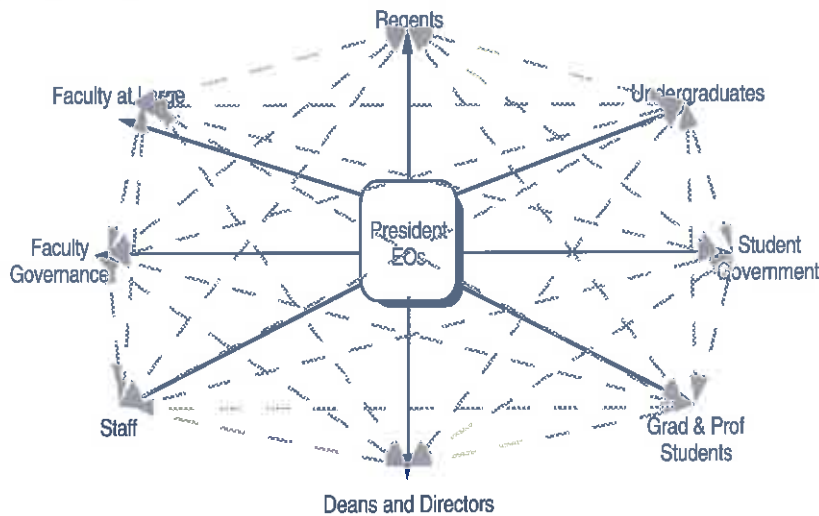 Regents
Faculty at Large
Undergraduates
President
EOs
Faculty
Governance
Student
Government
Staff
Grad & Prof
Students
Deans and Directors